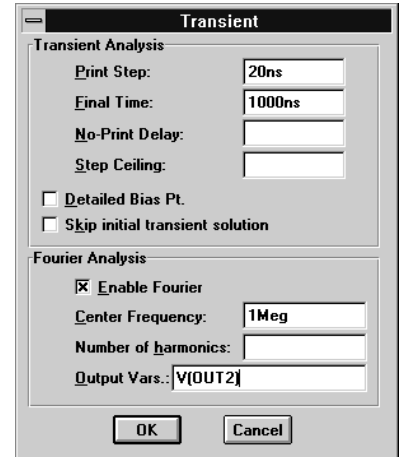 Transient
Transient Analysis
Print Step: 20ns
Final Time: 1000ns
No-Print Delay:
Step Ceiling:
Detailed Bias Pt.
Skip initial transient solution
Fourier Analysis
Enable Fourier
Center Frequency: 1Meg
Number of harmonics:
Output Vars.: V(OUT2)
OK Cancel